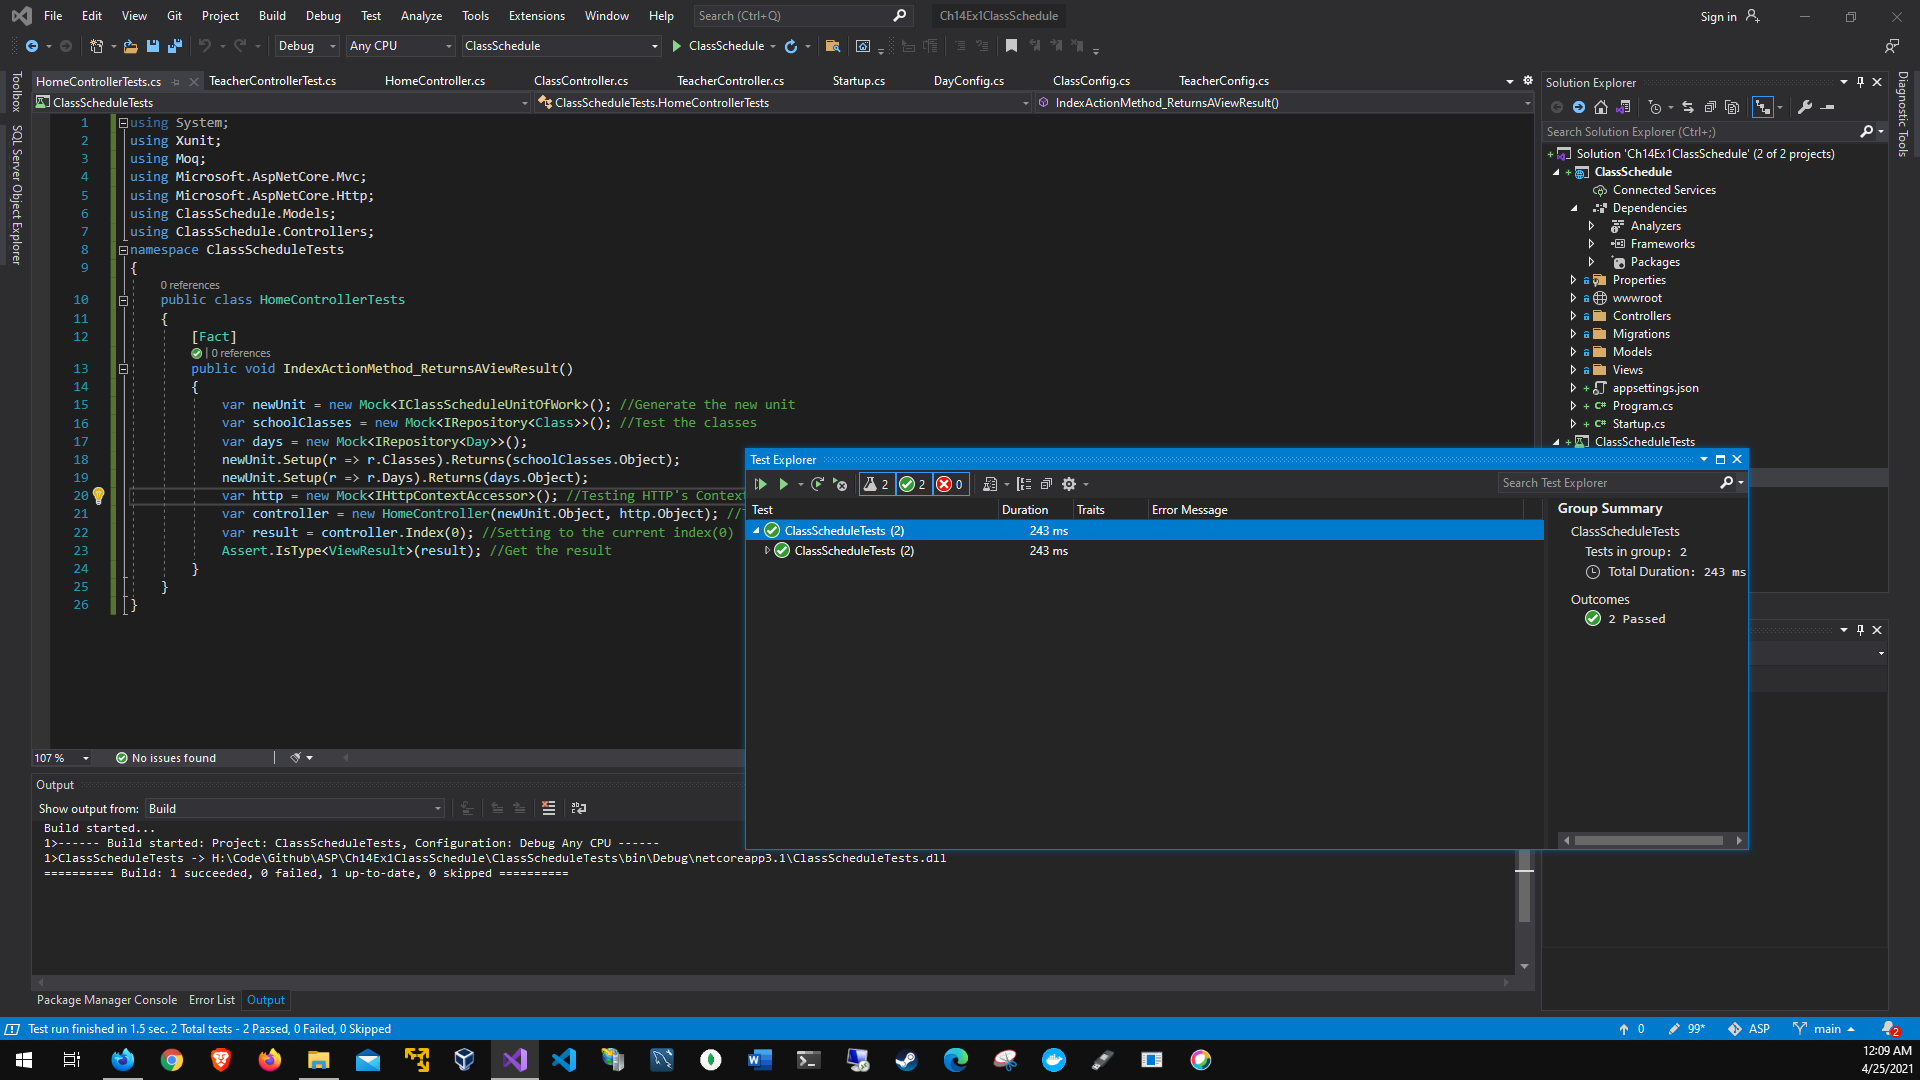 File Edit View Git Project Build Debug Test Analyze Tools Extensions Window Help Search (Ctrl+Q) Ch14Ex1ClassSchedule Sign in
Debug Any CPU ClassSchedule ClassSchedule
HomeControllerTests.cs TeacherControllerTest.cs HomeController.cs ClassController.cs TeacherController.cs Startup.cs DayConfig.cs ClassConfig.cs TeacherConfig.cs
ClassScheduleTests ClassScheduleTests.HomeControllerTests IndexActionMethod_ReturnsAViewResult()
Toolbox
SQL Server Object Explorer
1 using System;
2 using Xunit;
3 using Moq;
4 using Microsoft.AspNetCore.Mvc;
5 using Microsoft.AspNetCore.Http;
6 using ClassSchedule.Models;
7 using ClassSchedule.Controllers;
8 namespace ClassScheduleTests
9 {
0 references
10 public class HomeControllerTests
11 {
12 [Fact]
| 0 references
13 public void IndexActionMethod_ReturnsAViewResult()
14 {
15 var newUnit = new Mock<IClassScheduleUnitOfWork>(); //Generate the new unit
16 var schoolClasses = new Mock<IRepository<Class>>(); //Test the classes
17 var days = new Mock<IRepository<Day>>();
18 newUnit.Setup(r => r.Classes).Returns(schoolClasses.Object);
19 newUnit.Setup(r => r.Days).Returns(days.Object);
20 var http = new Mock<IHttpContextAccessor>(); //Testing HTTP's Context
21 var controller = new HomeController(newUnit.Object, http.Object); //
22 var result = controller.Index(0); //Setting to the current index(0)
23 Assert.IsType<ViewResult>(result); //Get the result
24 }
25 }
26 }
107 % No issues found
Output
Show output from: Build
Build started...
1>------ Build started: Project: ClassScheduleTests, Configuration: Debug Any CPU ------
1>ClassScheduleTests -> H:\Code\Github\ASP\Ch14Ex1ClassSchedule\ClassScheduleTests\bin\Debug\netcoreapp3.1\ClassScheduleTests.dll
========== Build: 1 succeeded, 0 failed, 1 up-to-date, 0 skipped ==========
Package Manager Console Error List Output
Test Explorer
2 2 0 Search Test Explorer
Test Duration Traits Error Message
ClassScheduleTests (2) 243 ms
ClassScheduleTests (2) 243 ms
Group Summary
ClassScheduleTests
Tests in group: 2
Total Duration: 243 ms
Outcomes
2 Passed
Solution Explorer
Search Solution Explorer (Ctrl+;)
Solution 'Ch14Ex1ClassSchedule' (2 of 2 projects)
ClassSchedule
Connected Services
Dependencies
Analyzers
Frameworks
Packages
Properties
wwwroot
Controllers
Migrations
Models
Views
appsettings.json
C# Program.cs
C# Startup.cs
ClassScheduleTests
Diagnostic Tools
Test run finished in 1.5 sec. 2 Total tests - 2 Passed, 0 Failed, 0 Skipped 0 99* ASP main 2
12:09 AM
4/25/2021